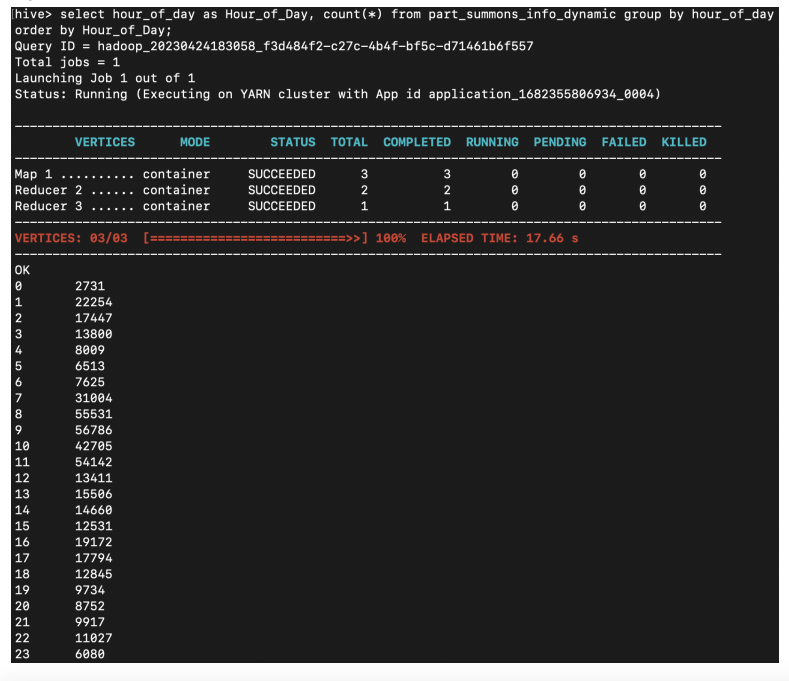 [hive> select hour_of_day as Hour_of_Day, count(*) from part_summons_info_dynamic group by hour_of_day
order by Hour_of_Day;
Query ID = hadoop_20230424183058_f3d484f2-c27c-4b4f-bf5c-d71461b6f557
Total jobs = 1
Launching Job 1 out of 1
Status: Running (Executing on YARN cluster with App id application_1682355806934_0004)
----------------------------------------------------------------------------------------------
VERTICES MODE STATUS TOTAL COMPLETED RUNNING PENDING FAILED KILLED
----------------------------------------------------------------------------------------------
Map 1 .......... container SUCCEEDED 3 3 0 0 0 0
Reducer 2 ...... container SUCCEEDED 2 2 0 0 0 0
Reducer 3 ...... container SUCCEEDED 1 1 0 0 0 0
----------------------------------------------------------------------------------------------
VERTICES: 03/03 [==========================>>] 100% ELAPSED TIME: 17.66 s
----------------------------------------------------------------------------------------------
OK
0 2731
1 22254
2 17447
3 13800
4 8009
5 6513
6 7625
7 31004
8 55531
9 56786
10 42705
11 54142
12 13411
13 15506
14 14660
15 12531
16 19172
17 17794
18 12845
19 9734
20 8752
21 9917
22 11027
23 6080